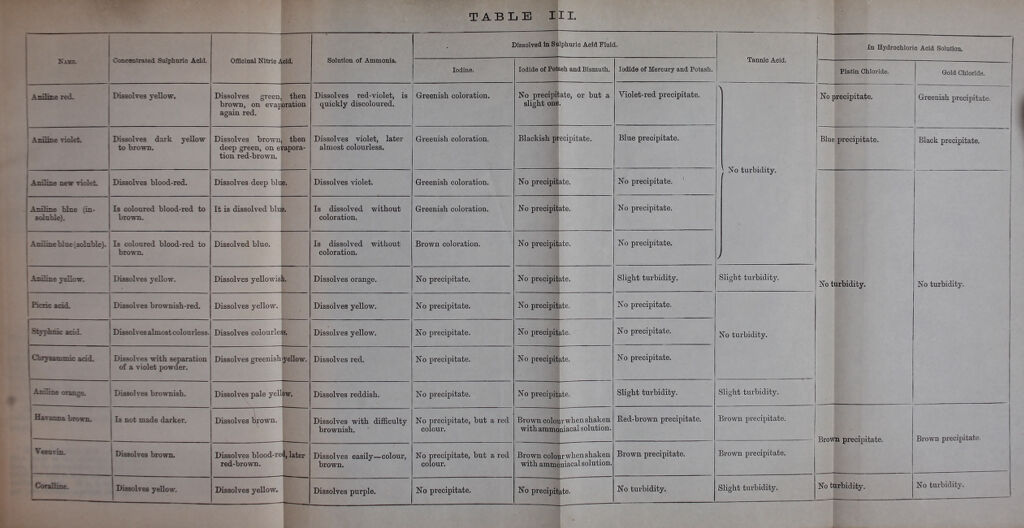 TABLE III.
Dissolved in Sulphuric Acid Fluid.
In Hydrochloric Acid Solution.
Name.
Concentrated Sulphuric Acid.
Officinal Nitric Acid.
Solution of Ammonia.
Iodine.
Iodide of Potash and Bismuth.
Iodide of Mercury and Potash.
Tannic Acid.
Platin Chloride.
Gold Chloride.
Aniline red.
Dissolves yellow.
Dissolves green, then
brown, on evaporation
again red.
Dissolves red-violet, is
quickly discoloured.
Greenish coloration.
No precipitate, or but a
slight one.
Violet-red precipitate.
No precipitate.
Greenish precipitate.
Aniline violet.
Dissolves dark yellow
to brown.
Dissolves brown, then
deep green, on evapora-
tion red-brown.
Dissolves violet, later
almost colourless.
Greenish coloration.
Blackish precipitate.
Blue precipitate.
No turbidity.
Blue precipitate.
Black precipitate.
Aniline new violet.
Dissolves blood-red.
Dissolves deep blue.
Dissolves violet.
Greenish coloration.
No precipitate.
No precipitate.
Aniline blue (in-
soluble).
Is coloured blood-red to
brown.
It is dissolved blue.
Is dissolved without
coloration.
Greenish coloration.
No precipitate.
No precipitate.
Aniline blue (soluble).
Is coloured blood-red to
brown.
Dissolved blue.
Is dissolved without
coloration.
Brown coloration.
No precipitate.
No precipitate.
Aniline yellow.
Dissolves yellow.
Dissolves yellowish.
Dissolves orange.
No precipitate.
No precipitate.
Slight turbidity.
Slight turbidity.
No turbidity.
No turbidity.
Picric acid.
Dissolves brownish-red.
Dissolves yellow.
Dissolves yellow.
No precipitate.
No precipitate.
No precipitate.
Styphnic acid.
Dissolves almost colourless.
Dissolves colourless.
Dissolves yellow.
No precipitate.
No precipitate.
No precipitate.
No turbidity.
Chrysammic acid.
Dissolves with separation
of a violet powder.
Dissolves greenish yellow.
Dissolves red.
No precipitate.
No precipitate.
No precipitate.
Aniline orange.
Dissolves brownish.
Dissolves pale yellow.
Dissolves reddish.
No precipitate.
No precipitate.
Slight turbidity.
Slight turbidity.
Havanna brown.
Is not made darker.
Dissolves brown.
Dissolves with difficulty
brownish.
No precipitate, but a red
colour.
Brown colour when shaken
with ammoniacal solution.
Red-brown precipitate.
Brown precipitate.
Brown precipitate.
Brown precipitate.
Vesuvin.
Dissolves brown.
Dissolves blood-red, later
red-brown.
Dissolves easily—colour,
brown.
No precipitate, but a red
colour.
Brown colour when shaken
with ammoniacal solution.
Brown precipitate.
Brown precipitate.
Coralline.
Dissolves yellow.
Dissolves yellow.
Dissolves purple.
No precipitate.
No precipitate.
No turbidity.
Slight turbidity.
No turbidity.
No turbidity.